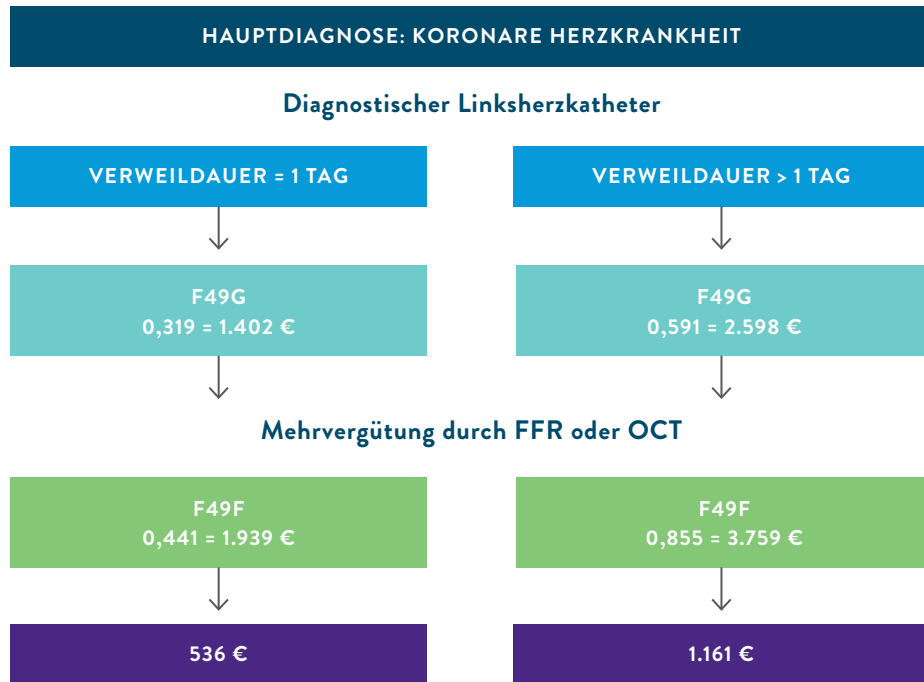 HAUPTDIAGNOSE: KORONARE HERZKRANKHEIT
Diagnostischer Linksherzkatheter
VERWEILDAUER = 1 TAG
VERWEILDAUER > 1 TAG
F49G
0,319 = 1.402 €
F49G
0,591 = 2.598 €
Mehrvergütung durch FFR oder OCT
F49F
0,441 = 1.939 €
F49F
0,855 = 3.759 €
536 €
1.161 €